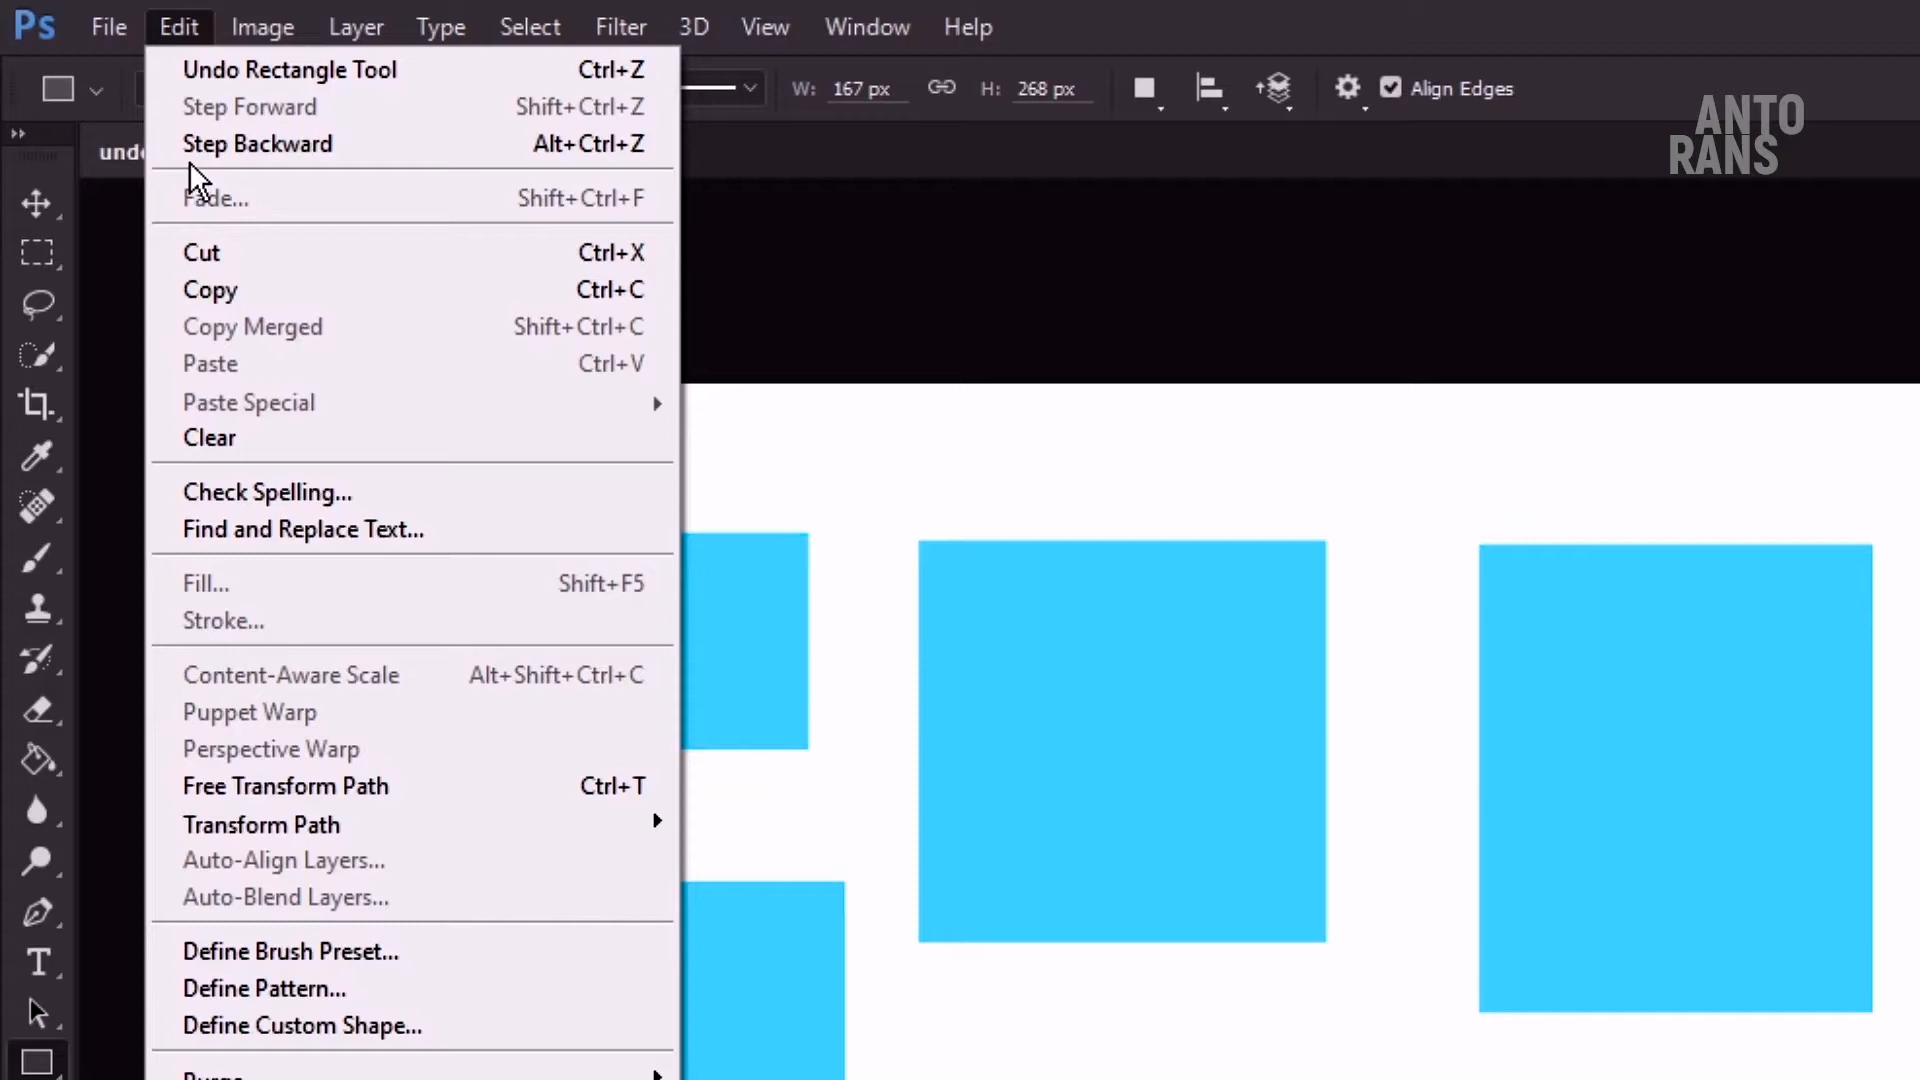 Ps File Edit Image Layer Type Select Filter 3D View Window Help
W: 167 px H: 268 px Align Edges
ANTO
RANS
Undo Rectangle Tool Ctrl+Z
Step Forward Shift+Ctrl+Z
Step Backward Alt+Ctrl+Z
Fade... Shift+Ctrl+F
Cut Ctrl+X
Copy Ctrl+C
Copy Merged Shift+Ctrl+C
Paste Ctrl+V
Paste Special
Clear
Check Spelling...
Find and Replace Text...
Fill... Shift+F5
Stroke...
Content-Aware Scale Alt+Shift+Ctrl+C
Puppet Warp
Perspective Warp
Free Transform Path Ctrl+T
Transform Path
Auto-Align Layers...
Auto-Blend Layers...
Define Brush Preset...
Define Pattern...
Define Custom Shape...